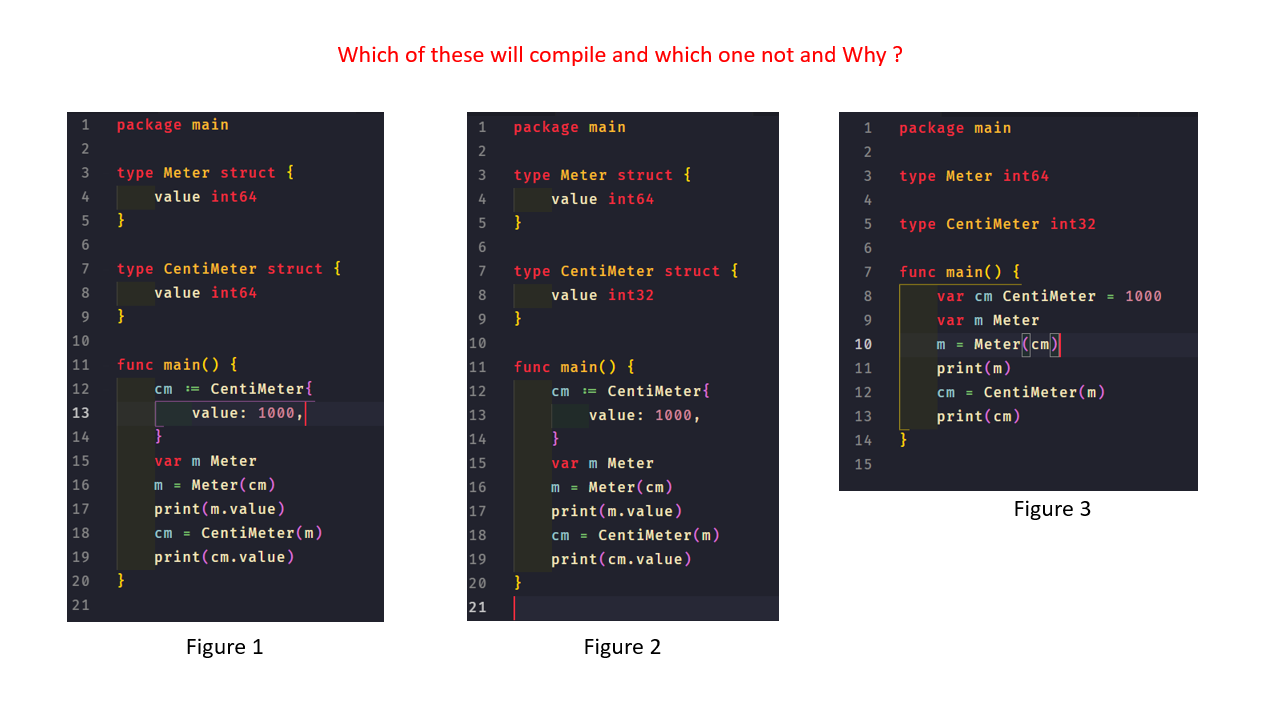 Which of these will compile and which one not and Why ?
1 package main
2
3 type Meter struct {
4 value int64
5 }
6
7 type CentiMeter struct {
8 value int64
9 }
10
11 func main() {
12 cm := CentiMeter{
13 value: 1000,
14 }
15 var m Meter
16 m = Meter(cm)
17 print(m.value)
18 cm = CentiMeter(m)
19 print(cm.value)
20 }
21
Figure 1
1 package main
2
3 type Meter struct {
4 value int64
5 }
6
7 type CentiMeter struct {
8 value int32
9 }
10
11 func main() {
12 cm := CentiMeter{
13 value: 1000,
14 }
15 var m Meter
16 m = Meter(cm)
17 print(m.value)
18 cm = CentiMeter(m)
19 print(cm.value)
20 }
21
Figure 2
1 package main
2
3 type Meter int64
4
5 type CentiMeter int32
6
7 func main() {
8 var cm CentiMeter = 1000
9 var m Meter
10 m = Meter(cm)
11 print(m)
12 cm = CentiMeter(m)
13 print(cm)
14 }
15
Figure 3